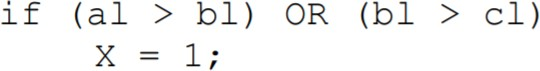 if (al > bl) OR (bl > cl)
X = 1;